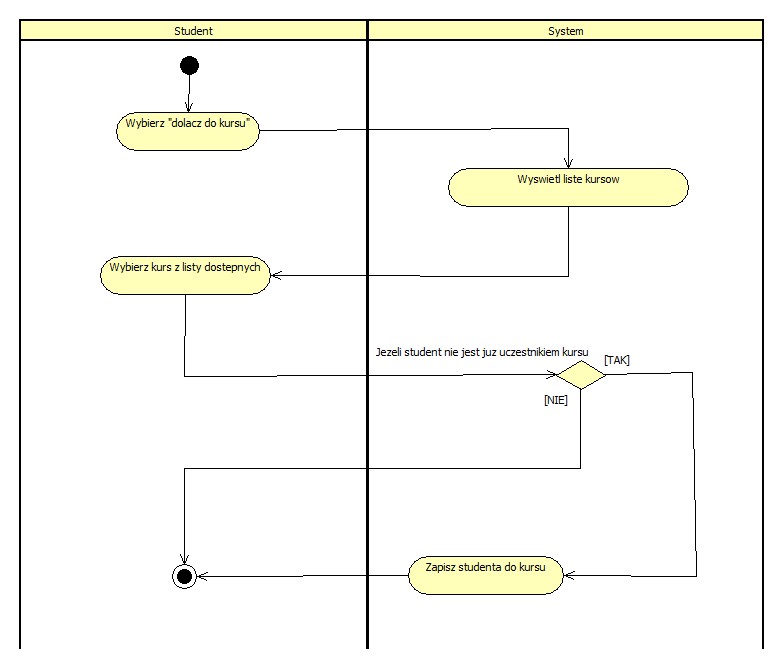 Student
System
Wybierz "dolacz do kursu"
Wyswietl liste kursow
Wybierz kurs z listy dostepnych
Jezeli student nie jest juz uczestnikiem kursu
[TAK]
[NIE]
Zapisz studenta do kursu